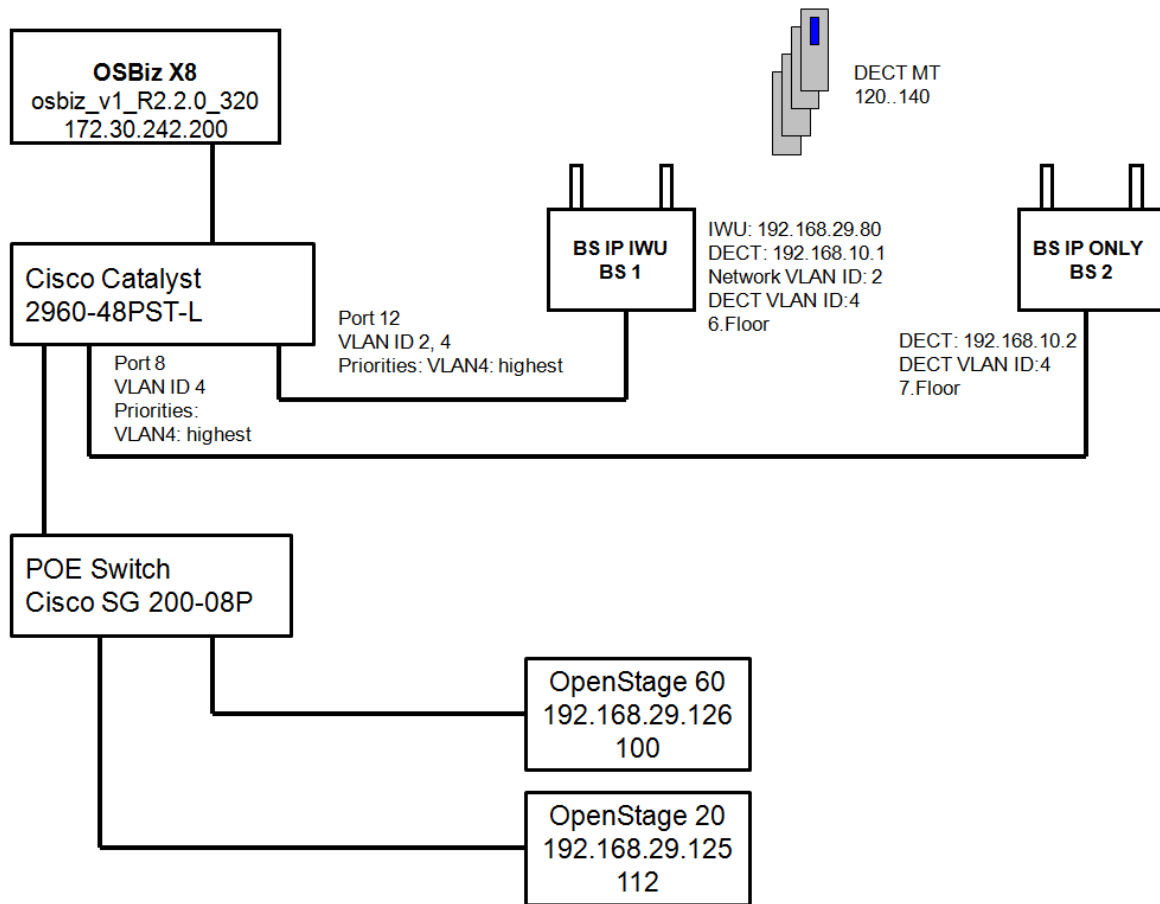 OSBiz X8
osbiz_v1_R2.2.0_320
172.30.242.200
DECT MT
120..140
BS IP IWU
BS 1
IWU: 192.168.29.80
DECT: 192.168.10.1
Network VLAN ID: 2
DECT VLAN ID:4
6.Floor
BS IP ONLY
BS 2
DECT: 192.168.10.2
DECT VLAN ID:4
7.Floor
Cisco Catalyst
2960-48PST-L
Port 12
VLAN ID 2, 4
Priorities: VLAN4: highest
Port 8
VLAN ID 4
Priorities:
VLAN4: highest
POE Switch
Cisco SG 200-08P
OpenStage 60
192.168.29.126
100
OpenStage 20
192.168.29.125
112